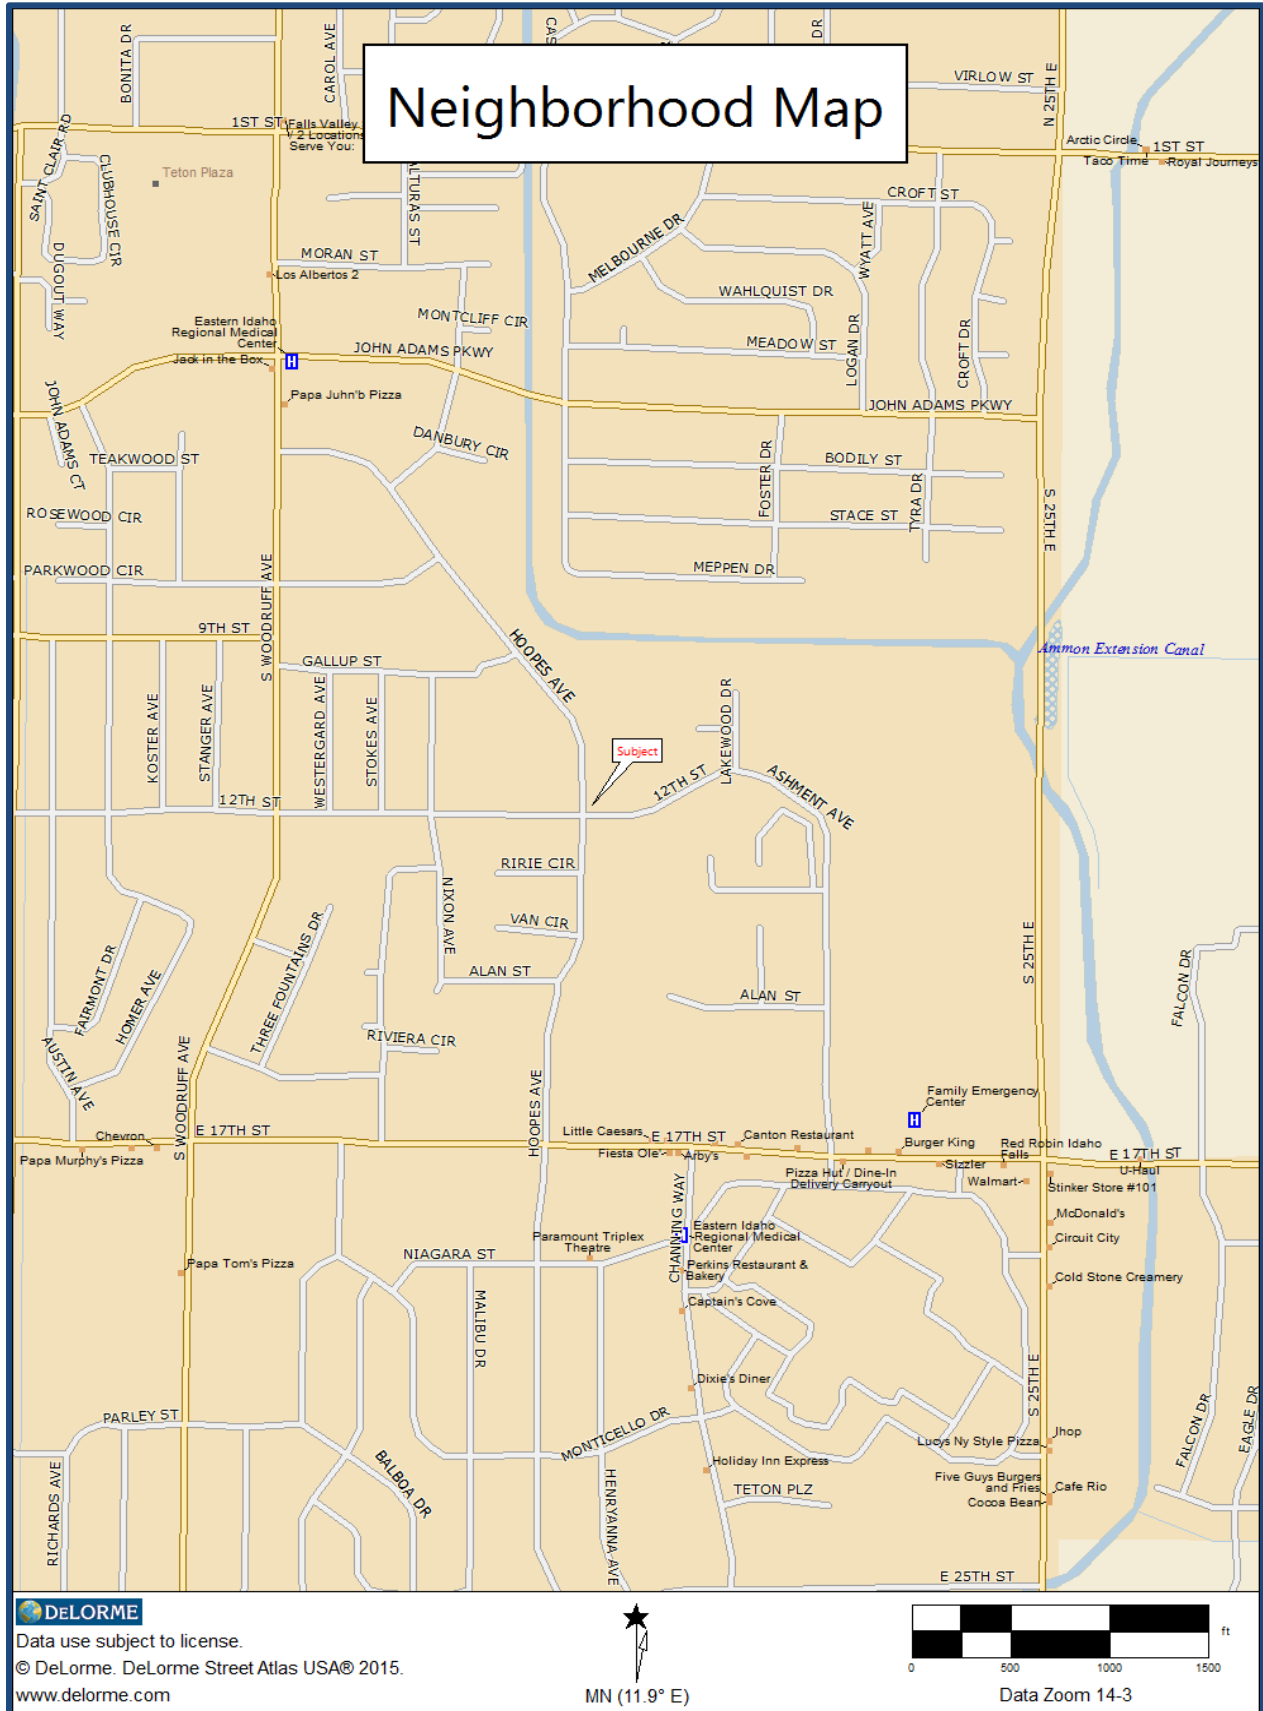 Neighborhood Map
BONITA DR
CAROL AVE
CAS
DR
VIRLOW ST
N 25TH E
1ST ST
Falls Valley
/ 2 Locations
Serve You:
Arctic Circle
1ST ST
Taco Time
Royal Journeys
SAINT CLAIR RD
CLUBHOUSE CIR
Teton Plaza
ALTURAS ST
CROFT ST
WYATT AVE
MELBOURNE DR
DUGOUT WAY
MORAN ST
Los Albertos 2
WAHLQUIST DR
MONTCLIFF CIR
Eastern Idaho
Regional Medical
Center
H
JOHN ADAMS PKWY
MEADOW ST
LOGAN DR
CROFT DR
Jack in the Box
Papa Juhn'b Pizza
JOHN ADAMS PKWY
JOHN ADAMS CT
DANBURY CIR
TEAKWOOD ST
FOSTER DR
BODILY ST
TYRA DR
S 25TH E
ROSEWOOD CIR
STACE ST
PARKWOOD CIR
MEPPEN DR
S WOODRUFF AVE
9TH ST
HOOPES AVE
Ammon Extension Canal
GALLUP ST
KOSTER AVE
STANGER AVE
WESTERGARD AVE
STOKES AVE
LAKEWOOD DR
Subject
12TH ST
12TH ST
ASHMENT AVE
RIRIE CIR
NIXON AVE
VAN CIR
THREE FOUNTAINS DR
FAIRMONT DR
HOMER AVE
ALAN ST
ALAN ST
S 25TH E
FALCON DR
AUSTIN AVE
RIVIERA CIR
S WOODRUFF AVE
HOOPES AVE
Family Emergency
Center
H
Chevron
E 17TH ST
Little Caesars
E 17TH ST
Canton Restaurant
Burger King
Red Robin Idaho
Falls
E 17TH ST
Papa Murphy's Pizza
Fiesta Ole'
Arby's
Pizza Hut / Dine-In
Delivery Carryout
Sizzler
Walmart
U-Haul
Stinker Store #101
CHANNING WAY
McDonald's
Eastern Idaho
Regional Medical
Center
Paramount Triplex
Theatre
Circuit City
NIAGARA ST
Papa Tom's Pizza
Perkins Restaurant &
Bakery
Cold Stone Creamery
Captain's Cove
MALIBU DR
Dixie's Diner
S 25TH E
PARLEY ST
MONTICELLO DR
FALCON DR
EAGLE DR
Ihop
Lucys Ny Style Pizza
BALBOA DR
Holiday Inn Express
RICHARDS AVE
HENRYANNA AVE
TETON PLZ
Five Guys Burgers
and Fries
Cafe Rio
Cocoa Bean
E 25TH ST
DELORME
Data use subject to license.
© DeLorme. DeLorme Street Atlas USA® 2015.
www.delorme.com
MN (11.9° E)
ft
0 500 1000 1500
Data Zoom 14-3